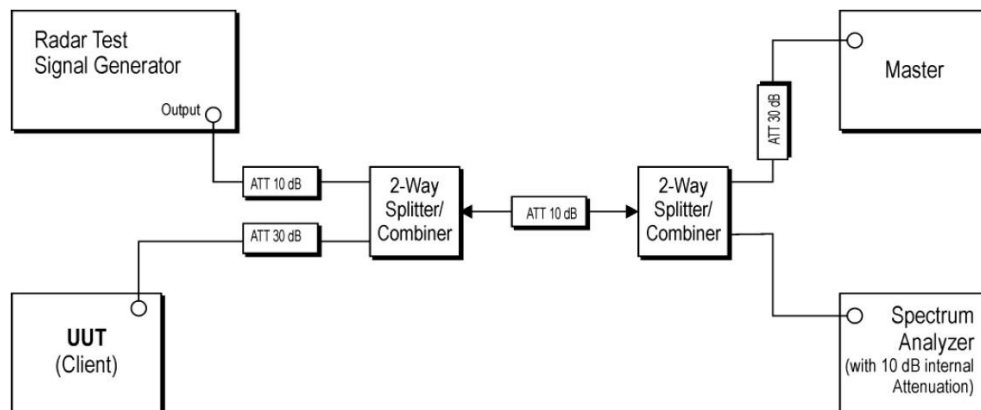 Radar Test
Signal Generator
Output
ATT 10 dB
ATT 30 dB
UUT
(Client)
2-Way
Splitter/
Combiner
ATT 10 dB
2-Way
Splitter/
Combiner
ATT 30 dB
Master
Spectrum
Analyzer
(with 10 dB internal
Attenuation)